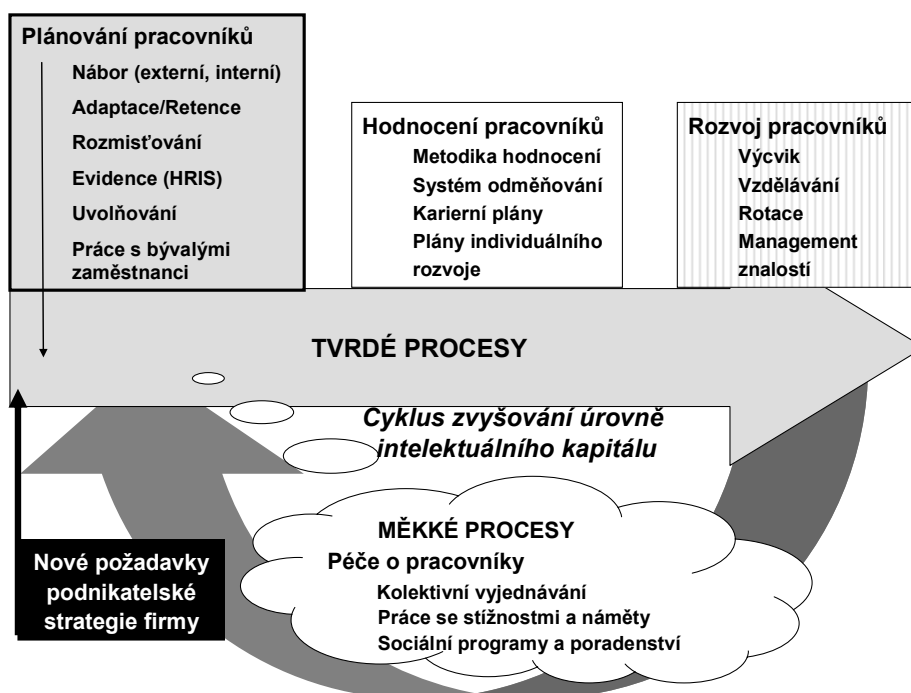 Plánování pracovníků
Nábor (externí, interní)
Adaptace/Retence
Rozmisťování
Evidence (HRIS)
Uvolňování
Práce s bývalými
zaměstnanci
Hodnocení pracovníků
Metodika hodnocení
Systém odměňování
Karierní plány
Plány individuálního
rozvoje
Rozvoj pracovníků
Výcvik
Vzdělávání
Rotace
Management
znalostí
TVRDÉ PROCESY
Cyklus zvyšování úrovně
intelektuálního kapitálu
MĚKKÉ PROCESY
Péče o pracovníky
Kolektivní vyjednávání
Práce se stížnostmi a náměty
Sociální programy a poradenství
Nové požadavky
podnikatelské
strategie firmy